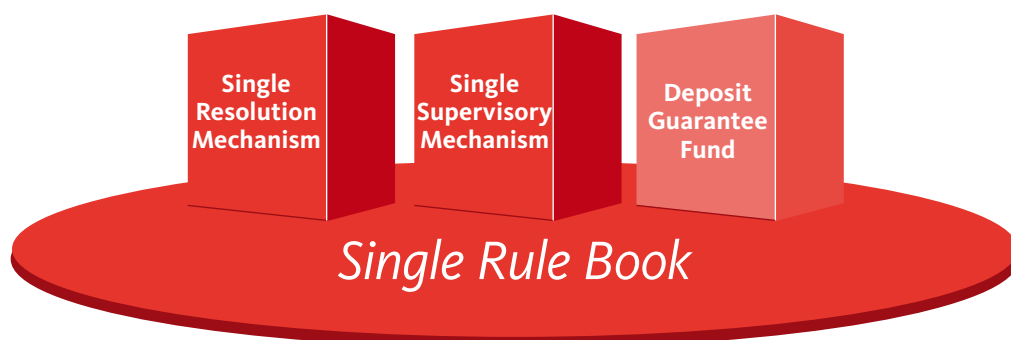 Single
Resolution
Mechanism
Single
Supervisory
Mechanism
Deposit
Guarantee
Fund
Single Rule Book